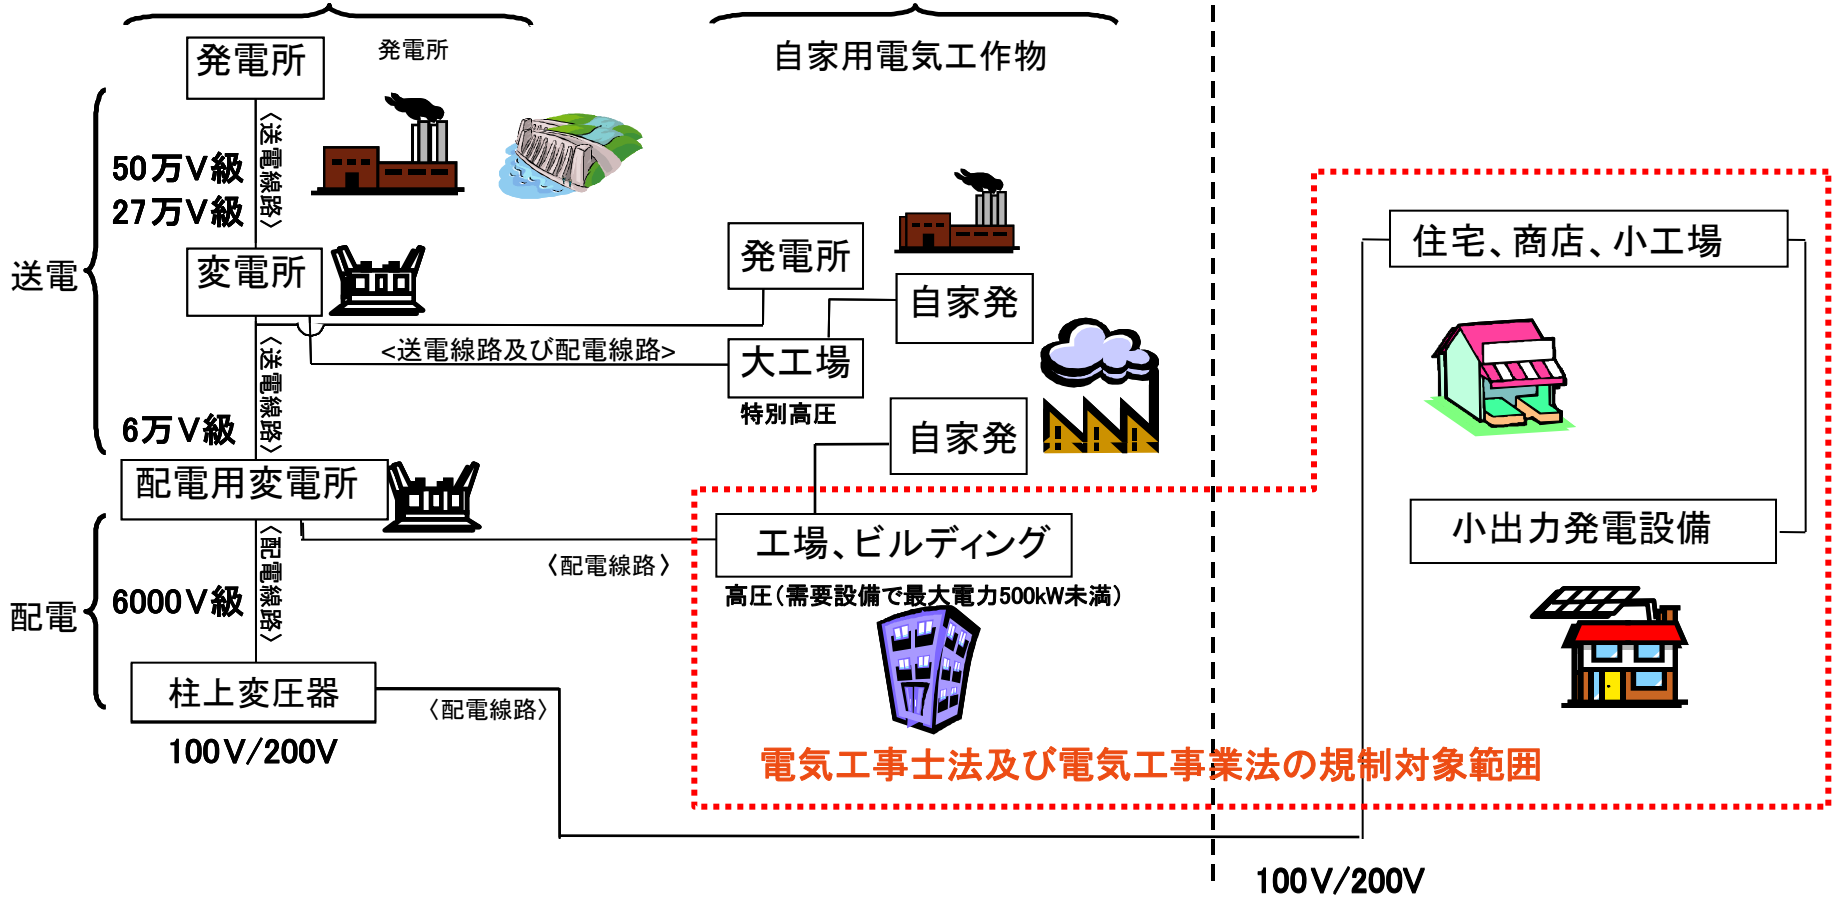 発電所
発電所
自家用電気工作物
〈送電線路〉
50万V級
27万V級
送電
変電所
発電所
自家発
<送電線路及び配電線路>
大工場
特別高圧
〈送電線路〉
6万V級
自家発
配電用変電所
住宅、商店、小工場
小出力発電設備
工場、ビルディング
〈配電線路〉
高圧(需要設備で最大電力500kW未満)
〈配電線路〉
6000V級
配電
柱上変圧器
〈配電線路〉
100V/200V
電気工事士法及び電気工事業法の規制対象範囲
100V/200V